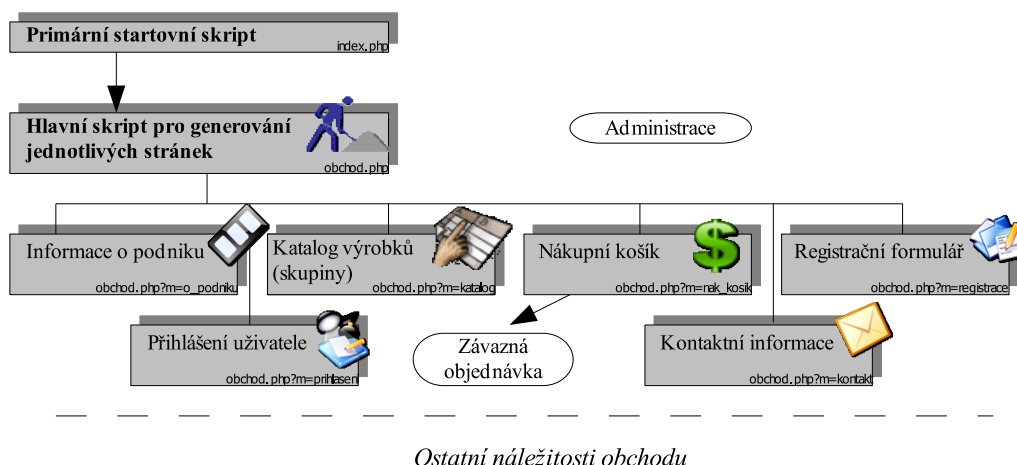 Primární startovní skript
index.php
Hlavní skript pro generování
jednotlivých stránek
obchod.php
Administrace
Informace o podniku
obchod.php?m=o_podniku
Katalog výrobků
(skupiny)
obchod.php?m=katalog
Nákupní košík
obchod.php?m=nak_kosik
Registrační formulář
obchod.php?m=registrace
Přihlášení uživatele
obchod.php?m=prihlaseni
Závazná
objednávka
Kontaktní informace
obchod.php?m=kontakt
Ostatní náležitosti obchodu